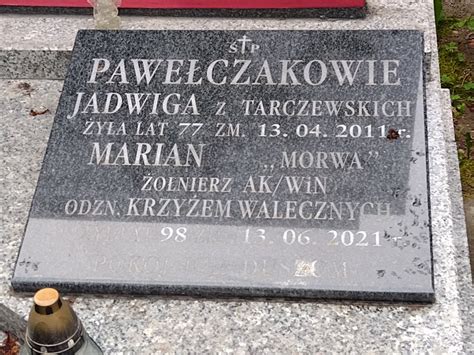 Ś P
PAWEŁCZAKOWIE
JADWIGA Z TARCZEWSKICH
ŻYŁA LAT 77 ZM. 13. 04. 2011 r.
MARIAN „MORWA"
ŻOŁNIERZ AK/WiN
ODZN. KRZYŻEM WALECZNYCH
98 13. 06. 2021 r.